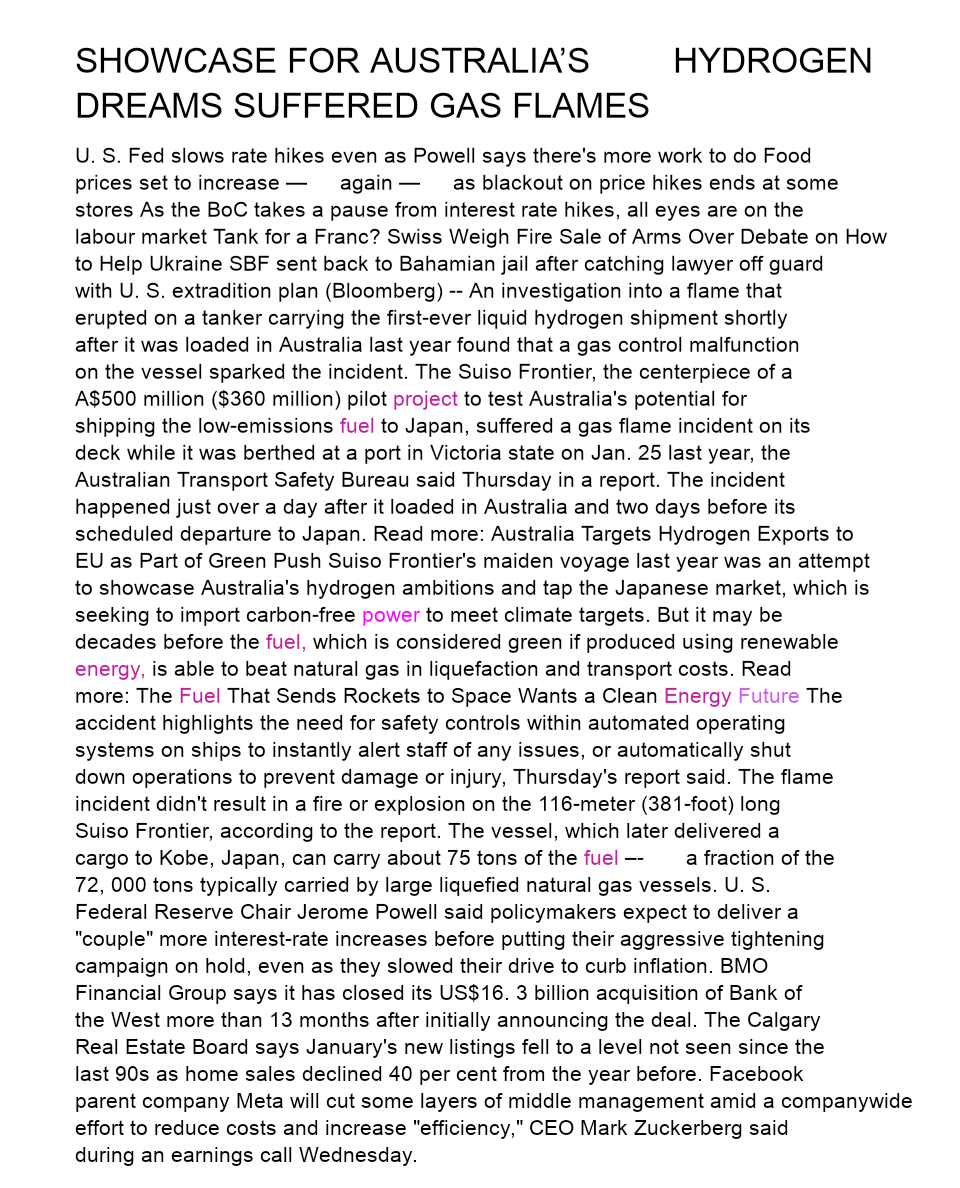 SHOWCASE FOR AUSTRALIA’S HYDROGEN
DREAMS SUFFERED GAS FLAMES
U. S. Fed slows rate hikes even as Powell says there's more work to do Food
prices set to increase — again — as blackout on price hikes ends at some
stores As the BoC takes a pause from interest rate hikes, all eyes are on the
labour market Tank for a Franc? Swiss Weigh Fire Sale of Arms Over Debate on How
to Help Ukraine SBF sent back to Bahamian jail after catching lawyer off guard
with U. S. extradition plan (Bloomberg) -- An investigation into a flame that
erupted on a tanker carrying the first-ever liquid hydrogen shipment shortly
after it was loaded in Australia last year found that a gas control malfunction
on the vessel sparked the incident. The Suiso Frontier, the centerpiece of a
A$500 million ($360 million) pilot project to test Australia's potential for
shipping the low-emissions fuel to Japan, suffered a gas flame incident on its
deck while it was berthed at a port in Victoria state on Jan. 25 last year, the
Australian Transport Safety Bureau said Thursday in a report. The incident
happened just over a day after it loaded in Australia and two days before its
scheduled departure to Japan. Read more: Australia Targets Hydrogen Exports to
EU as Part of Green Push Suiso Frontier's maiden voyage last year was an attempt
to showcase Australia's hydrogen ambitions and tap the Japanese market, which is
seeking to import carbon-free power to meet climate targets. But it may be
decades before the fuel, which is considered green if produced using renewable
energy, is able to beat natural gas in liquefaction and transport costs. Read
more: The Fuel That Sends Rockets to Space Wants a Clean Energy Future The
accident highlights the need for safety controls within automated operating
systems on ships to instantly alert staff of any issues, or automatically shut
down operations to prevent damage or injury, Thursday's report said. The flame
incident didn't result in a fire or explosion on the 116-meter (381-foot) long
Suiso Frontier, according to the report. The vessel, which later delivered a
cargo to Kobe, Japan, can carry about 75 tons of the fuel –- a fraction of the
72, 000 tons typically carried by large liquefied natural gas vessels. U. S.
Federal Reserve Chair Jerome Powell said policymakers expect to deliver a
"couple" more interest-rate increases before putting their aggressive tightening
campaign on hold, even as they slowed their drive to curb inflation. BMO
Financial Group says it has closed its US$16. 3 billion acquisition of Bank of
the West more than 13 months after initially announcing the deal. The Calgary
Real Estate Board says January's new listings fell to a level not seen since the
last 90s as home sales declined 40 per cent from the year before. Facebook
parent company Meta will cut some layers of middle management amid a companywide
effort to reduce costs and increase "efficiency," CEO Mark Zuckerberg said
during an earnings call Wednesday.